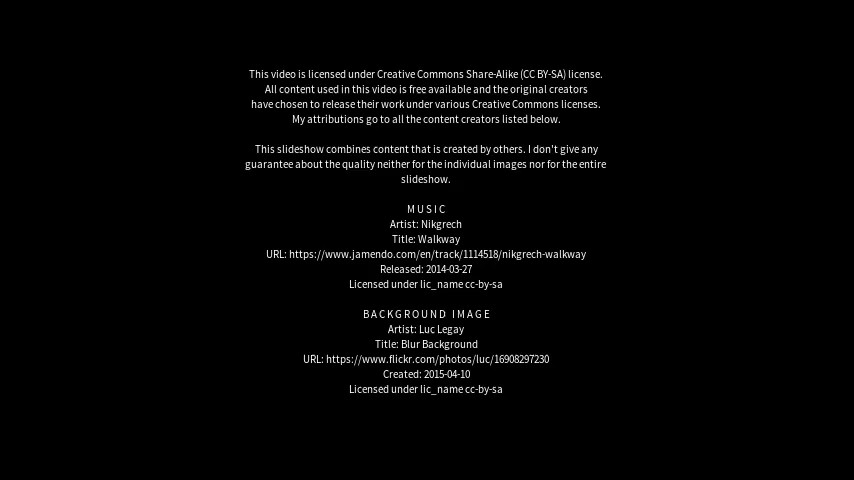 This video is licensed under Creative Commons Share-Alike (CC BY-SA) license.
All content used in this video is free available and the original creators
have chosen to release their work under various Creative Commons licenses.
My attributions go to all the content creators listed below.
This slideshow combines content that is created by others. I don't give any
guarantee about the quality neither for the individual images nor for the entire
slideshow.
MUSIC
Artist: Nikgrech
Title: Walkway
URL: https://www.jamendo.com/en/track/1114518/nikgrech-walkway
Released: 2014-03-27
Licensed under lic_name cc-by-sa
BACKGROUND IMAGE
Artist: Luc Legay
Title: Blur Background
URL: https://www.flickr.com/photos/luc/16908297230
Created: 2015-04-10
Licensed under lic_name cc-by-sa